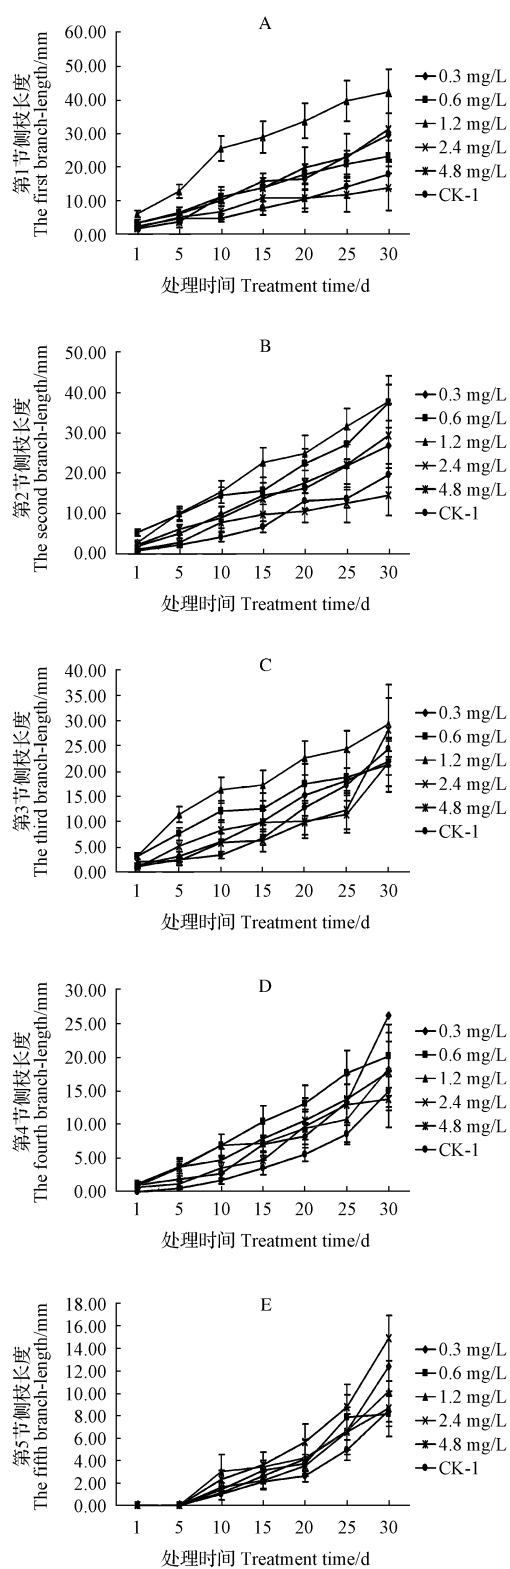 A
第1节侧枝长度
The first branch-length/mm
60.00
50.00
40.00
30.00
20.00
10.00
0.00
1 5 10 15 20 25 30
处理时间 Treatment time/d
0.3 mg/L
0.6 mg/L
1.2 mg/L
2.4 mg/L
4.8 mg/L
CK-1
B
第2节侧枝长度
The second branch-length/mm
50.00
40.00
30.00
20.00
10.00
0.00
1 5 10 15 20 25 30
处理时间 Treatment time/d
0.3 mg/L
0.6 mg/L
1.2 mg/L
2.4 mg/L
4.8 mg/L
CK-1
C
第3节侧枝长度
The third branch-length/mm
40.00
35.00
30.00
25.00
20.00
15.00
10.00
5.00
0.00
1 5 10 15 20 25 30
处理时间 Treatment time/d
0.3 mg/L
0.6 mg/L
1.2 mg/L
2.4 mg/L
4.8 mg/L
CK-1
D
第4节侧枝长度
The fourth branch-length/mm
30.00
25.00
20.00
15.00
10.00
5.00
0.00
1 5 10 15 20 25 30
处理时间 Treatment time/d
0.3 mg/L
0.6 mg/L
1.2 mg/L
2.4 mg/L
4.8 mg/L
CK-1
E
第5节侧枝长度
The fifth branch-length/mm
18.00
16.00
14.00
12.00
10.00
8.00
6.00
4.00
2.00
0.00
1 5 10 15 20 25 30
处理时间 Treatment time/d
0.3 mg/L
0.6 mg/L
1.2 mg/L
2.4 mg/L
4.8 mg/L
CK-1